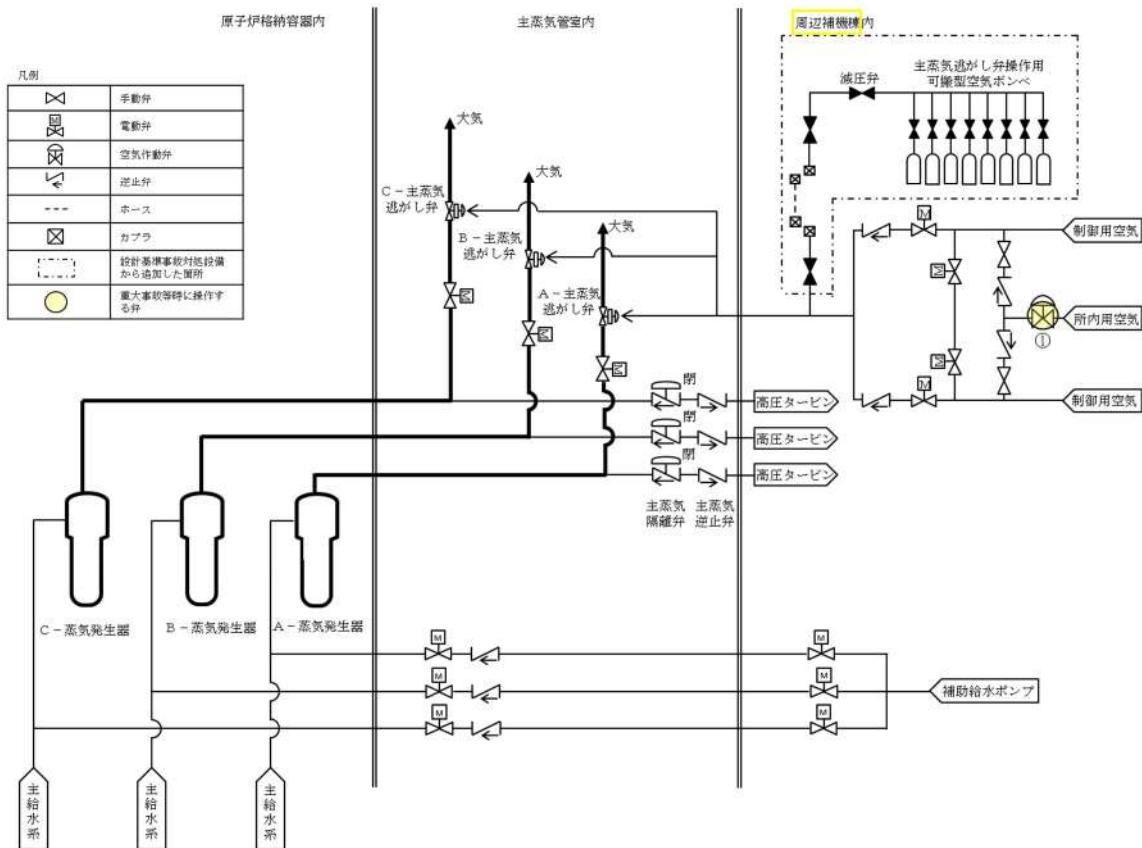 原子炉格納容器内
主蒸気管室内
周辺補機棟内
凡例
手動弁
M
電動弁
空気作動弁
逆止弁
ホース
カプラ
設計基準事故対処設備
から追加した箇所
重大事故等時に操作す
る弁
主蒸気逃がし弁操作用
可搬型空気ボンベ
減圧弁
大気
大気
大気
C-主蒸気
逃がし弁
B-主蒸気
逃がし弁
A-主蒸気
逃がし弁
M
M
M
M
制御用空気
M
所内用空気
①
M
M
制御用空気
閉
高圧タービン
閉
高圧タービン
閉
高圧タービン
主蒸気
隔離弁
主蒸気
逆止弁
C-蒸気発生器
B-蒸気発生器
A-蒸気発生器
M
M
M
M
補助給水ポンプ
M
M
主給水系
主給水系
主給水系